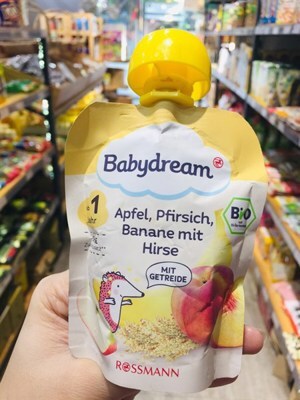 Babydream
1
Jahr
Apfel, Pfirsich,
Banane mit
Hirse
BIO
MIT
GETREIDE
ROSSMANN